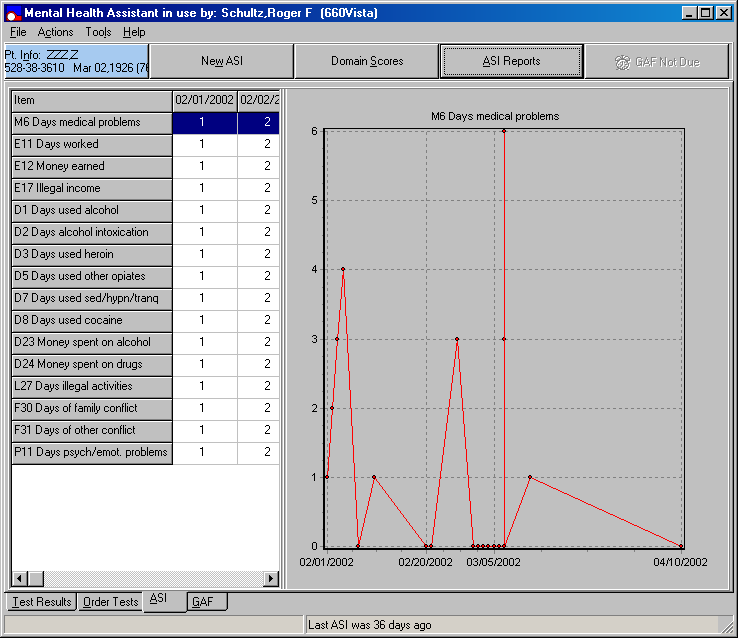 Mental Health Assistant in use by: Schultz,Roger F (660Vista)
File Actions Tools Help
Pt. Info: ZZZ Z
528-38-3610 Mar 02,1926 (76
New ASI
Domain Scores
ASI Reports
GAF Not Due
Item 02/01/2002 02/02/2
M6 Days medical problems 1 2
E11 Days worked 1 2
E12 Money earned 1 2
E17 Illegal income 1 2
D1 Days used alcohol 1 2
D2 Days alcohol intoxication 1 2
D3 Days used heroin 1 2
D5 Days used other opiates 1 2
D7 Days used sed/hypn/tranq 1 2
D8 Days used cocaine 1 2
D23 Money spent on alcohol 1 2
D24 Money spent on drugs 1 2
L27 Days illegal activities 1 2
F30 Days of family conflict 1 2
F31 Days of other conflict 1 2
P11 Days psych/emot. problems 1 2
M6 Days medical problems
6
5
4
3
2
1
0
02/01/2002 02/20/2002 03/05/2002 04/10/2002
Test Results Order Tests ASI GAF
Last ASI was 36 days ago